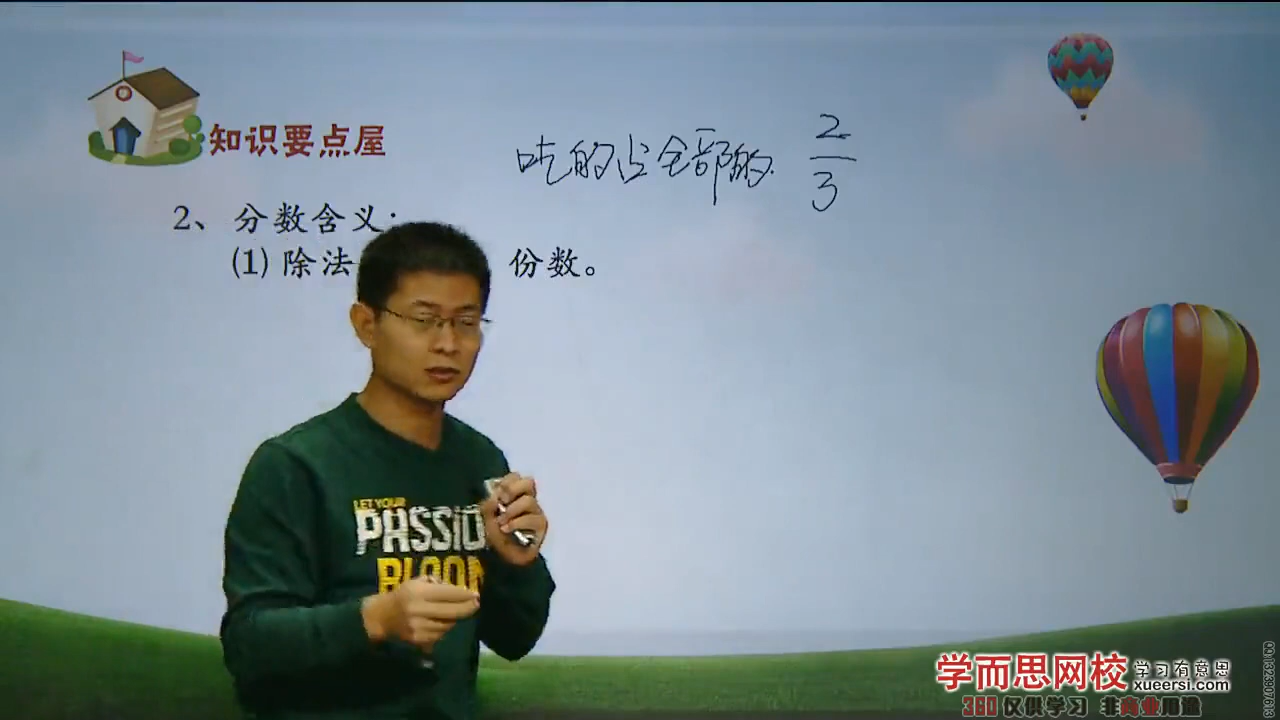 知识要点屋
吃的占全部的 2/3
2、分数含义:
(1) 除法 份数。
LET YOUR
PASSIO
BLOOM
学而思网校 学习有意思
xueersi.com
360 仅供学习 非商业用途